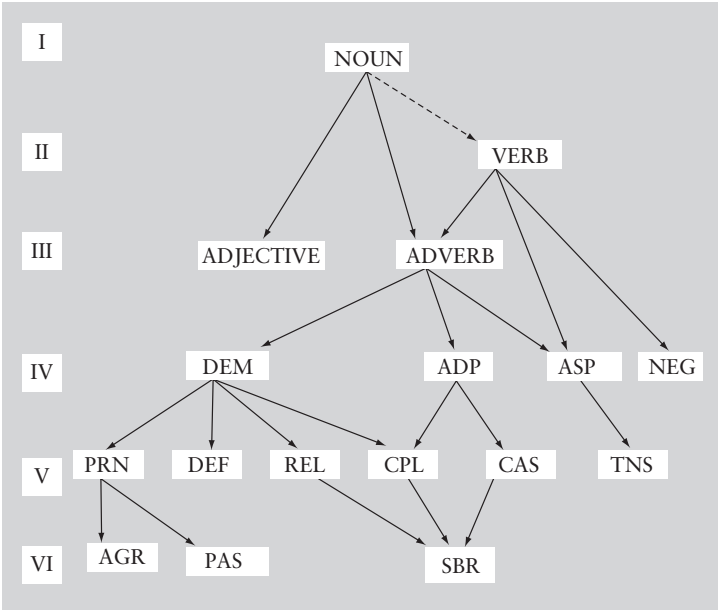 I
NOUN
II
VERB
III
ADJECTIVE ADVERB
IV
DEM ADP ASP NEG
V
PRN DEF REL CPL CAS TNS
VI
AGR PAS SBR